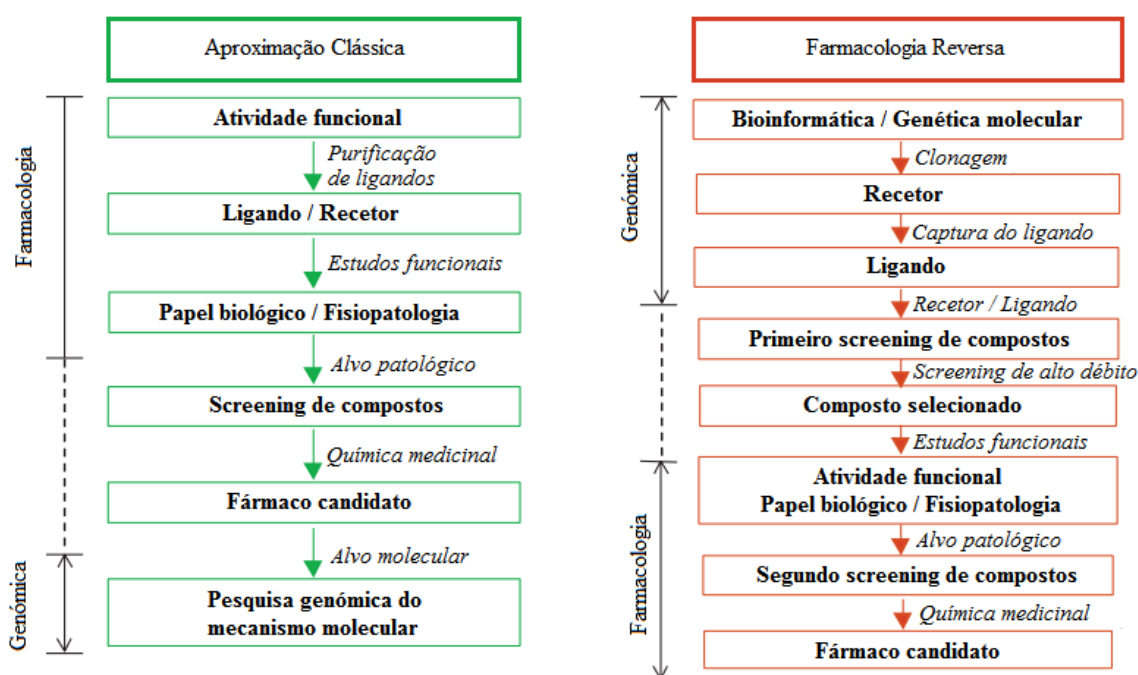 Aproximação Clássica
Farmacologia
Atividade funcional
Purificação
de ligandos
Ligando / Recetor
Estudos funcionais
Papel biológico / Fisiopatologia
Alvo patológico
Screening de compostos
Química medicinal
Fármaco candidato
Alvo molecular
Genómica
Pesquisa genómica do
mecanismo molecular
Farmacologia Reversa
Genómica
Bioinformática / Genética molecular
Clonagem
Recetor
Captura do ligando
Ligando
Recetor / Ligando
Primeiro screening de compostos
Screening de alto débito
Composto selecionado
Estudos funcionais
Farmacologia
Atividade funcional
Papel biológico / Fisiopatologia
Alvo patológico
Segundo screening de compostos
Química medicinal
Fármaco candidato